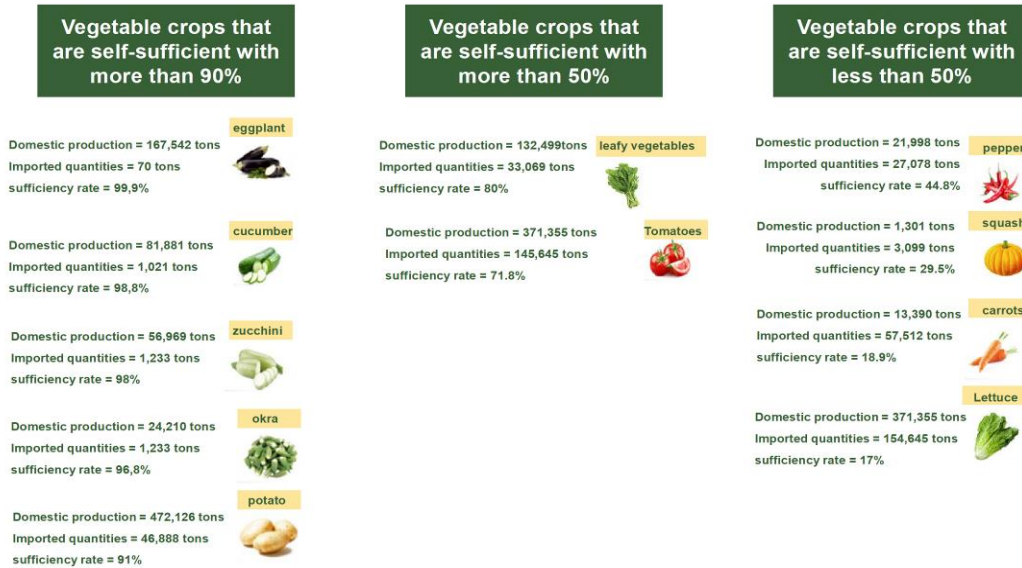 Vegetable crops that
are self-sufficient with
more than 90%
eggplant
Domestic production = 167,542 tons
Imported quantities = 70 tons
sufficiency rate = 99,9%
cucumber
Domestic production = 81,881 tons
Imported quantities = 1,021 tons
sufficiency rate = 98,8%
zucchini
Domestic production = 56,969 tons
Imported quantities = 1,233 tons
sufficiency rate = 98%
okra
Domestic production = 24,210 tons
Imported quantities = 1,233 tons
sufficiency rate = 96,8%
potato
Domestic production = 472,126 tons
Imported quantities = 46,888 tons
sufficiency rate = 91%
Vegetable crops that
are self-sufficient with
more than 50%
leafy vegetables
Domestic production = 132,499tons
Imported quantities = 33,069 tons
sufficiency rate = 80%
Tomatoes
Domestic production = 371,355 tons
Imported quantities = 145,645 tons
sufficiency rate = 71.8%
Vegetable crops that
are self-sufficient with
less than 50%
pepper
Domestic production = 21,998 tons
Imported quantities = 27,078 tons
sufficiency rate = 44.8%
squash
Domestic production = 1,301 tons
Imported quantities = 3,099 tons
sufficiency rate = 29.5%
carrots
Domestic production = 13,390 tons
Imported quantities = 57,512 tons
sufficiency rate = 18.9%
Lettuce
Domestic production = 371,355 tons
Imported quantities = 154,645 tons
sufficiency rate = 17%